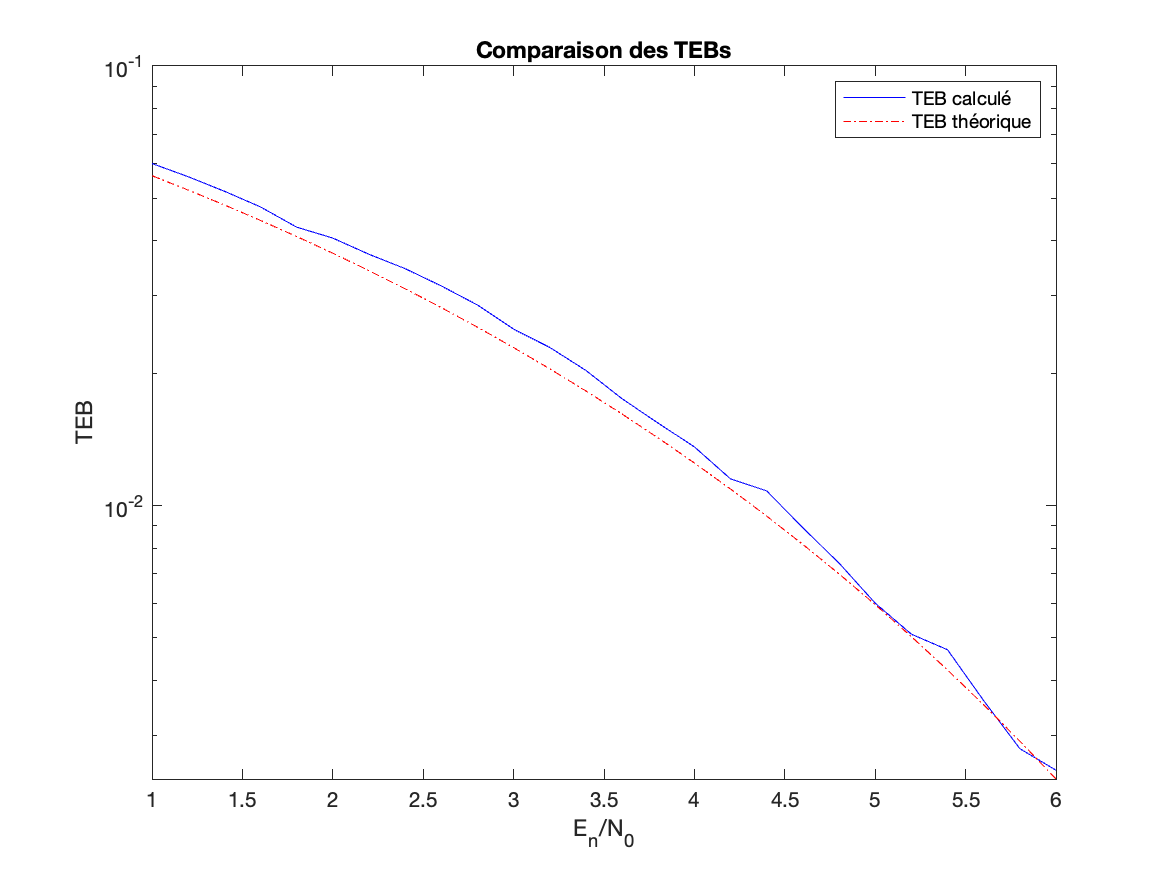 Comparaison des TEBs
10^-1
TEB calculé
TEB théorique
TEB
10^-2
1 1.5 2 2.5 3 3.5 4 4.5 5 5.5 6
E_n/N_0